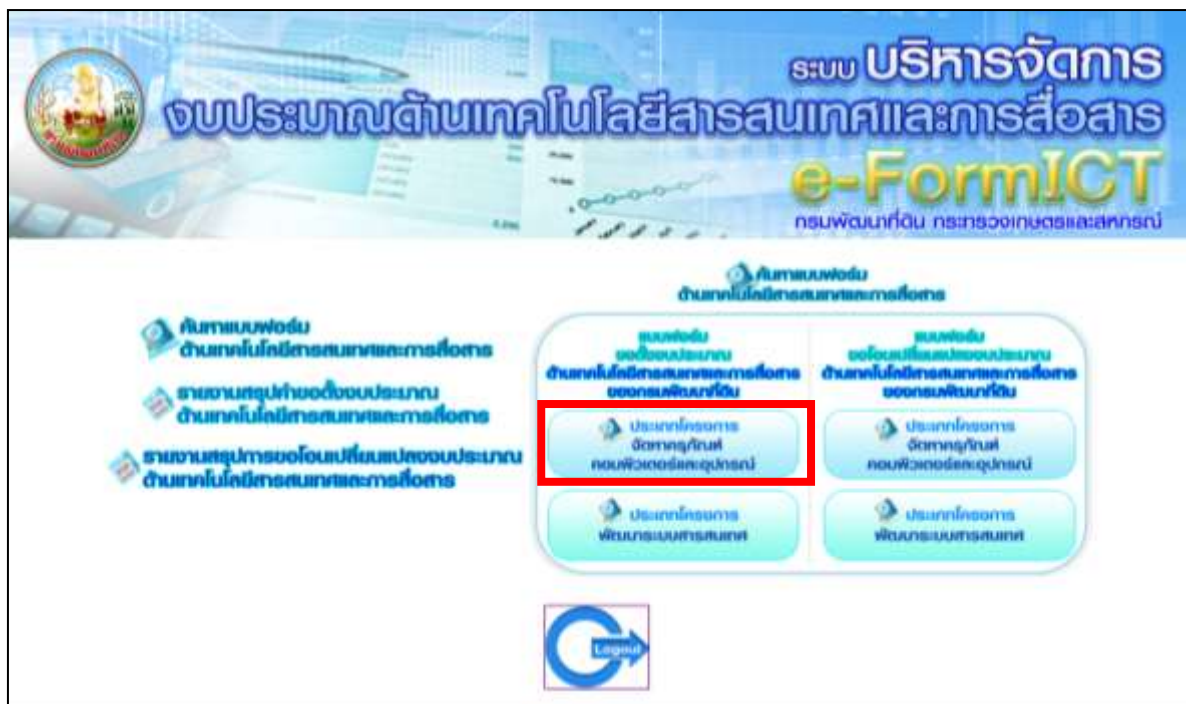 ระบบ บริหารจัดการ
งบประมาณด้านเทคโนโลยีสารสนเทศและการสื่อสาร
e-FormICT
กรมพัฒนาที่ดิน กระทรวงเกษตรและสหกรณ์
ค้นหาแบบฟอร์ม
ด้านเทคโนโลยีสารสนเทศและการสื่อสาร
รายงานสรุปคำขอตั้งงบประมาณ
ด้านเทคโนโลยีสารสนเทศและการสื่อสาร
รายงานสรุปการขอโอนเปลี่ยนแปลงงบประมาณ
ด้านเทคโนโลยีสารสนเทศและการสื่อสาร
ค้นหาแบบฟอร์ม
ด้านเทคโนโลยีสารสนเทศและการสื่อสาร
แบบฟอร์ม
ขอตั้งงบประมาณ
ด้านเทคโนโลยีสารสนเทศและการสื่อสาร
ของกรมพัฒนาที่ดิน
ประเภทโครงการ
จัดหาครุภัณฑ์
คอมพิวเตอร์และอุปกรณ์
ประเภทโครงการ
พัฒนาระบบสารสนเทศ
แบบฟอร์ม
ขอโอนเปลี่ยนแปลงงบประมาณ
ด้านเทคโนโลยีสารสนเทศและการสื่อสาร
ของกรมพัฒนาที่ดิน
ประเภทโครงการ
จัดหาครุภัณฑ์
คอมพิวเตอร์และอุปกรณ์
ประเภทโครงการ
พัฒนาระบบสารสนเทศ
Logout